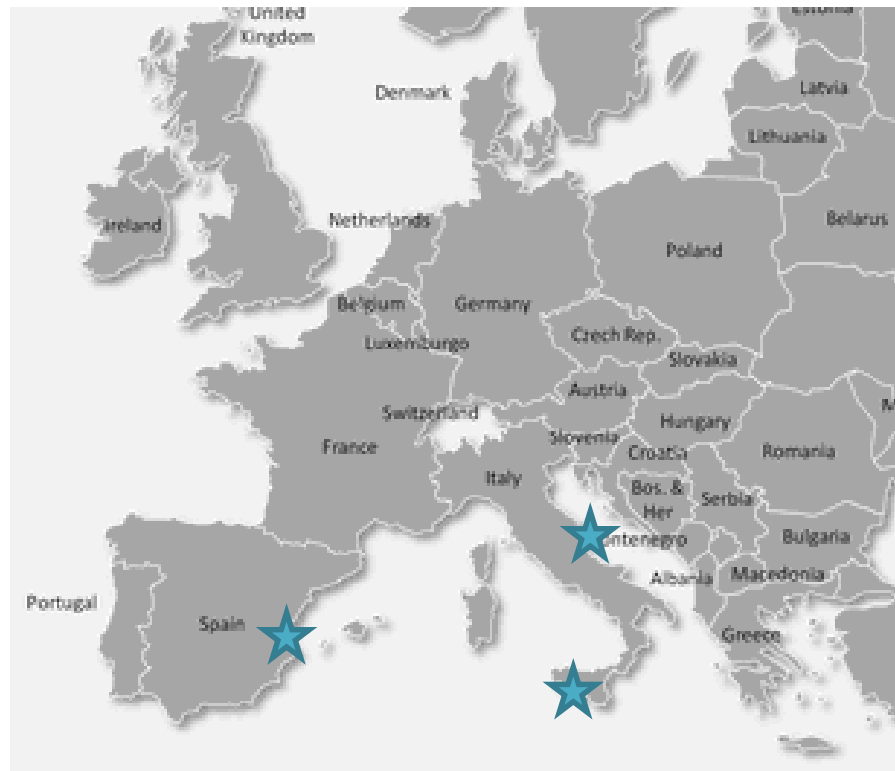 United
Kingdom
Estonia
Denmark
Latvia
Lithuania
Ireland
Netherlands
Belarus
Poland
Belgium
Germany
Luxemburgo
Czech Rep.
Slovakia
Austria
Switzerland
Hungary
Slovenia
France
Croatia
Romania
Italy
Bos. &
Her
Serbia
Bulgaria
Albania
Macedonia
Portugal
Spain
Greece